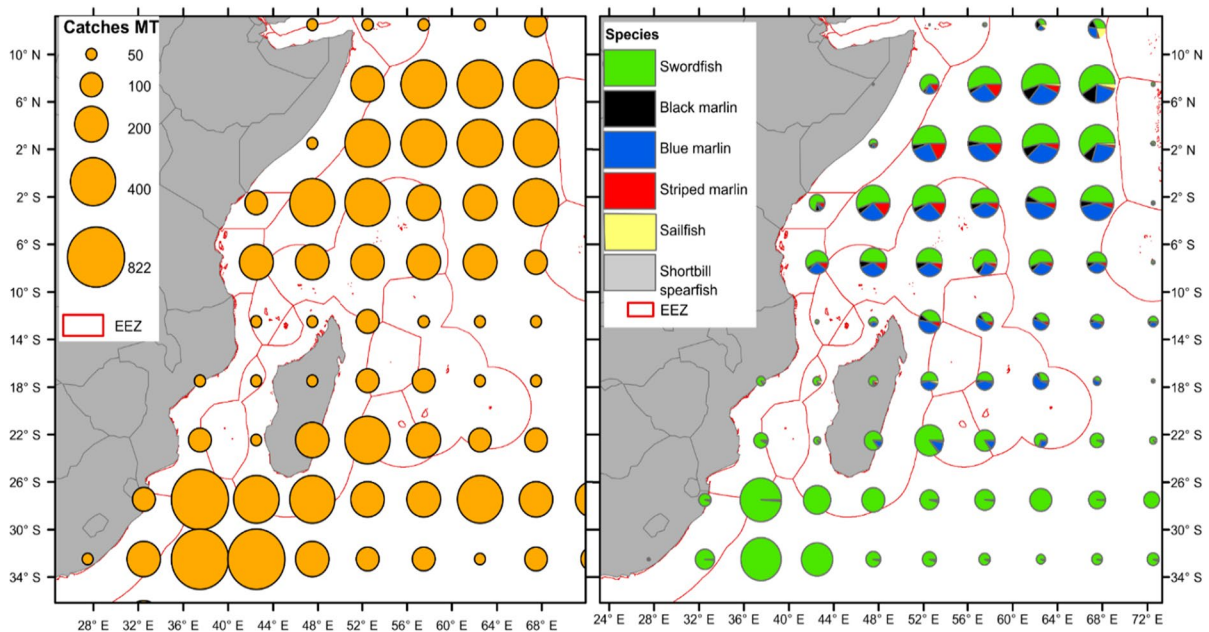 Catches MT
50
100
200
400
822
EEZ
10° N
6° N
2° N
2° S
6° S
10° S
14° S
18° S
22° S
26° S
30° S
34° S
28° E 32° E 36° E 40° E 44° E 48° E 52° E 56° E 60° E 64° E 68° E
Species
Swordfish
Black marlin
Blue marlin
Striped marlin
Sailfish
Shortbill
spearfish
EEZ
10° N
6° N
2° N
2° S
6° S
10° S
14° S
18° S
22° S
26° S
30° S
34° S
24° E 28° E 32° E 36° E 40° E 44° E 48° E 52° E 56° E 60° E 64° E 68° E 72° E